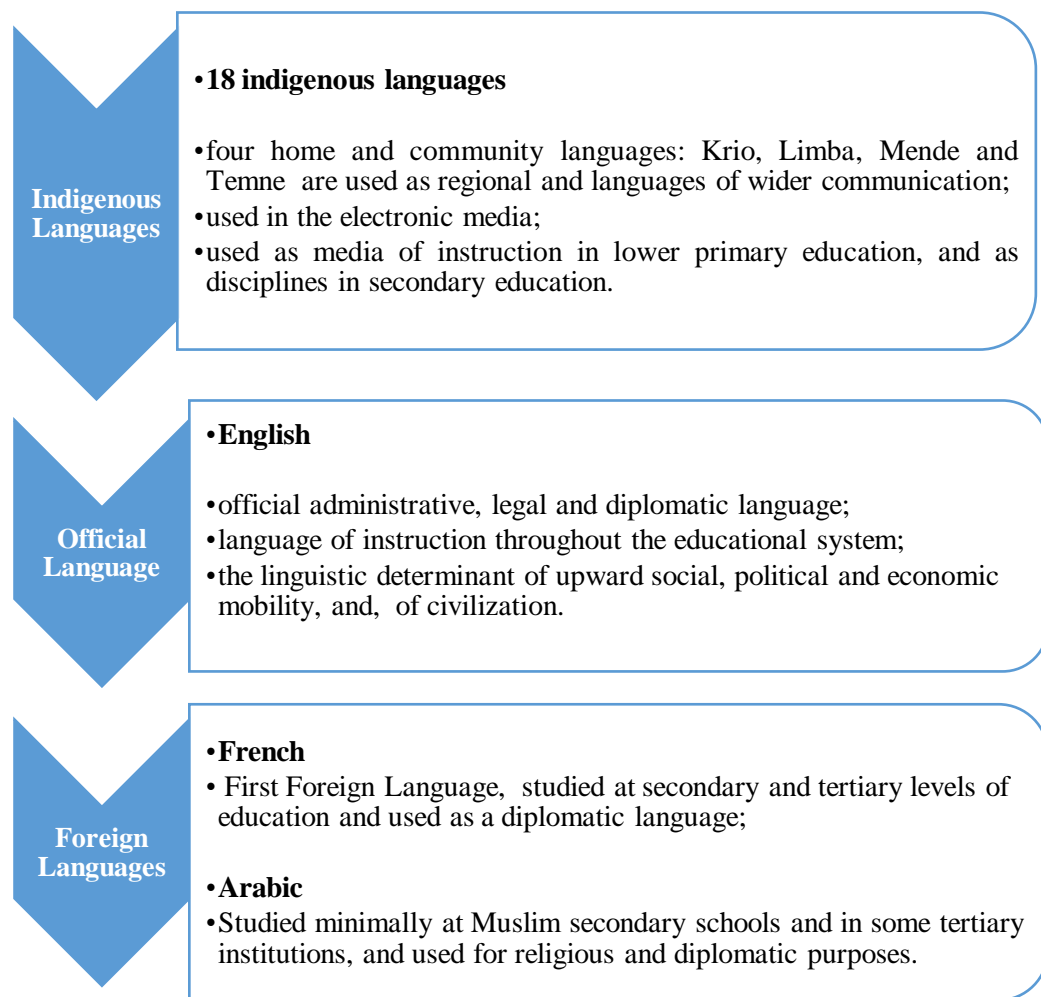 Indigenous
Languages
•18 indigenous languages
•four home and community languages: Krio, Limba, Mende and
Temne are used as regional and languages of wider communication;
•used in the electronic media;
•used as media of instruction in lower primary education, and as
disciplines in secondary education.
Official
Language
•English
•official administrative, legal and diplomatic language;
•language of instruction throughout the educational system;
•the linguistic determinant of upward social, political and economic
mobility, and, of civilization.
Foreign
Languages
•French
• First Foreign Language, studied at secondary and tertiary levels of
education and used as a diplomatic language;
•Arabic
•Studied minimally at Muslim secondary schools and in some tertiary
institutions, and used for religious and diplomatic purposes.